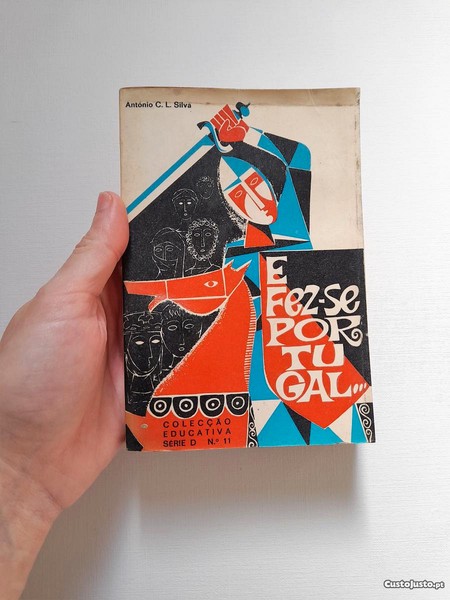 António C. L. Silva
E
FEZ-SE
POR
TU
GAL...
COLECÇÃO
EDUCATIVA
SÉRIE D N.º 11
CustoJusto.pt